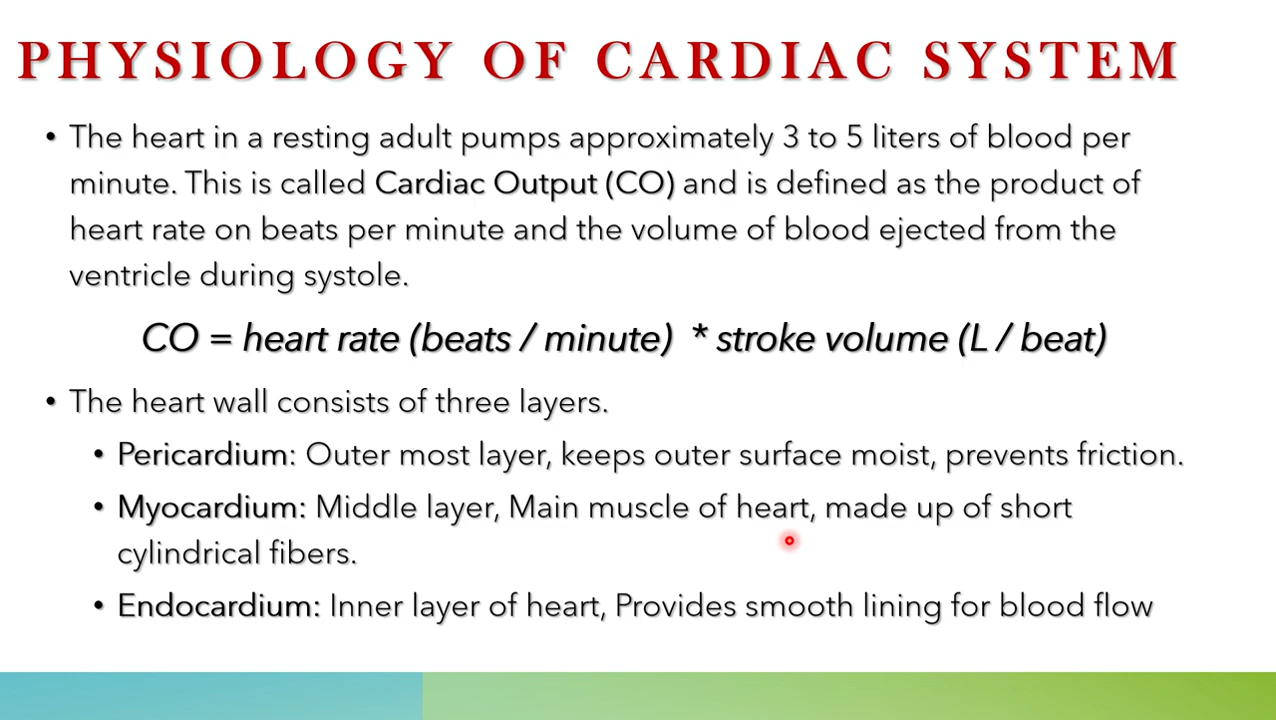 PHYSIOLOGY OF CARDIAC SYSTEM
• The heart in a resting adult pumps approximately 3 to 5 liters of blood per
minute. This is called Cardiac Output (CO) and is defined as the product of
heart rate on beats per minute and the volume of blood ejected from the
ventricle during systole.
CO = heart rate (beats / minute) * stroke volume (L / beat)
• The heart wall consists of three layers.
• Pericardium: Outer most layer, keeps outer surface moist, prevents friction.
• Myocardium: Middle layer, Main muscle of heart, made up of short
cylindrical fibers.
• Endocardium: Inner layer of heart, Provides smooth lining for blood flow